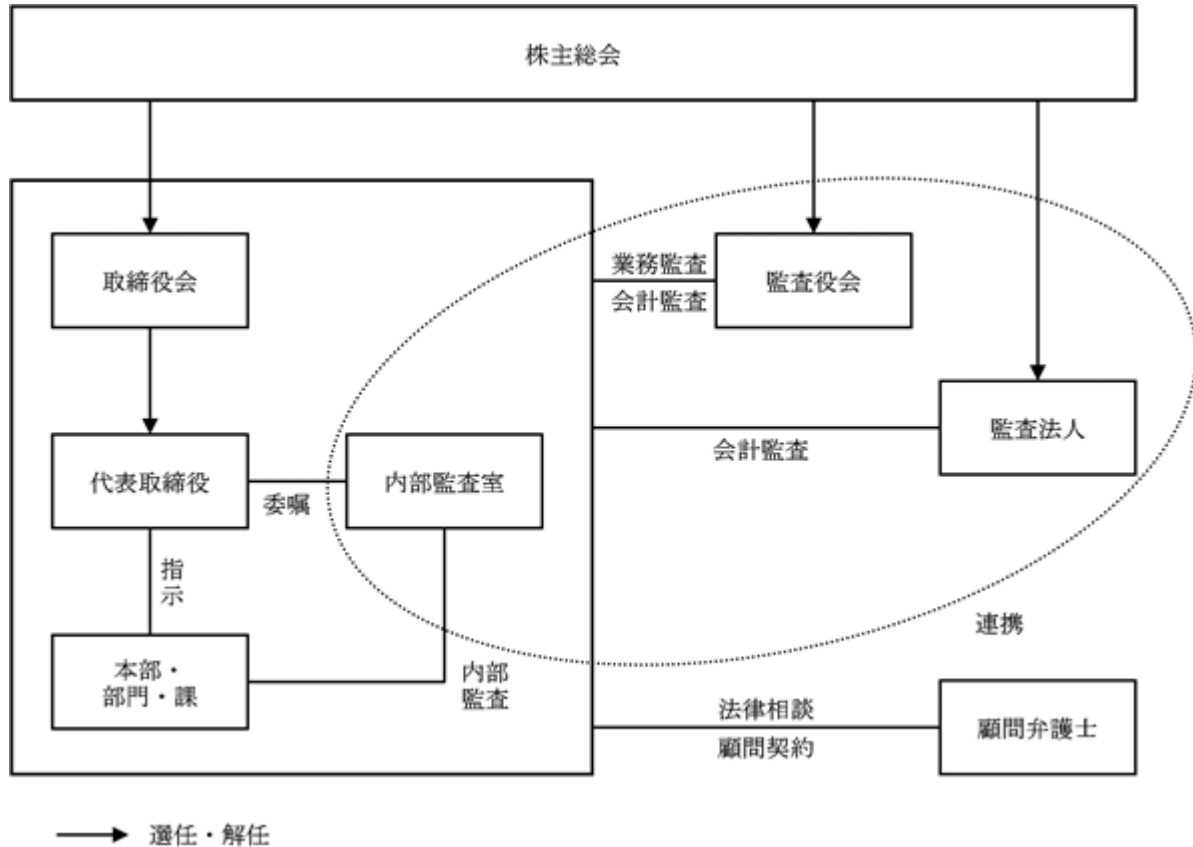 株主総会
取締役会
業務監査
会計監査
監査役会
監査法人
会計監査
代表取締役
委嘱
内部監査室
指
示
連携
本部・
部門・課
内部
監査
法律相談
顧問契約
顧問弁護士
選任・解任